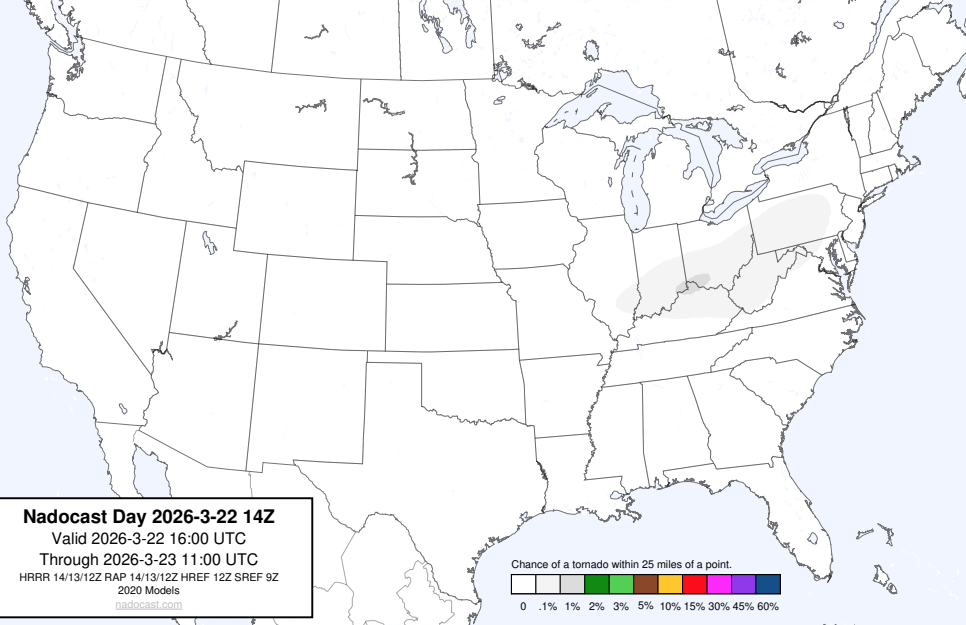 Nadocast Day 2026-3-22 14Z
Valid 2026-3-22 16:00 UTC
Through 2026-3-23 11:00 UTC
HRRR 14/13/12Z RAP 14/13/12Z HREF 12Z SREF 9Z
2020 Models
nadocast.com
Chance of a tornado within 25 miles of a point.
0 .1% 1% 2% 3% 5% 10% 15% 30% 45% 60%